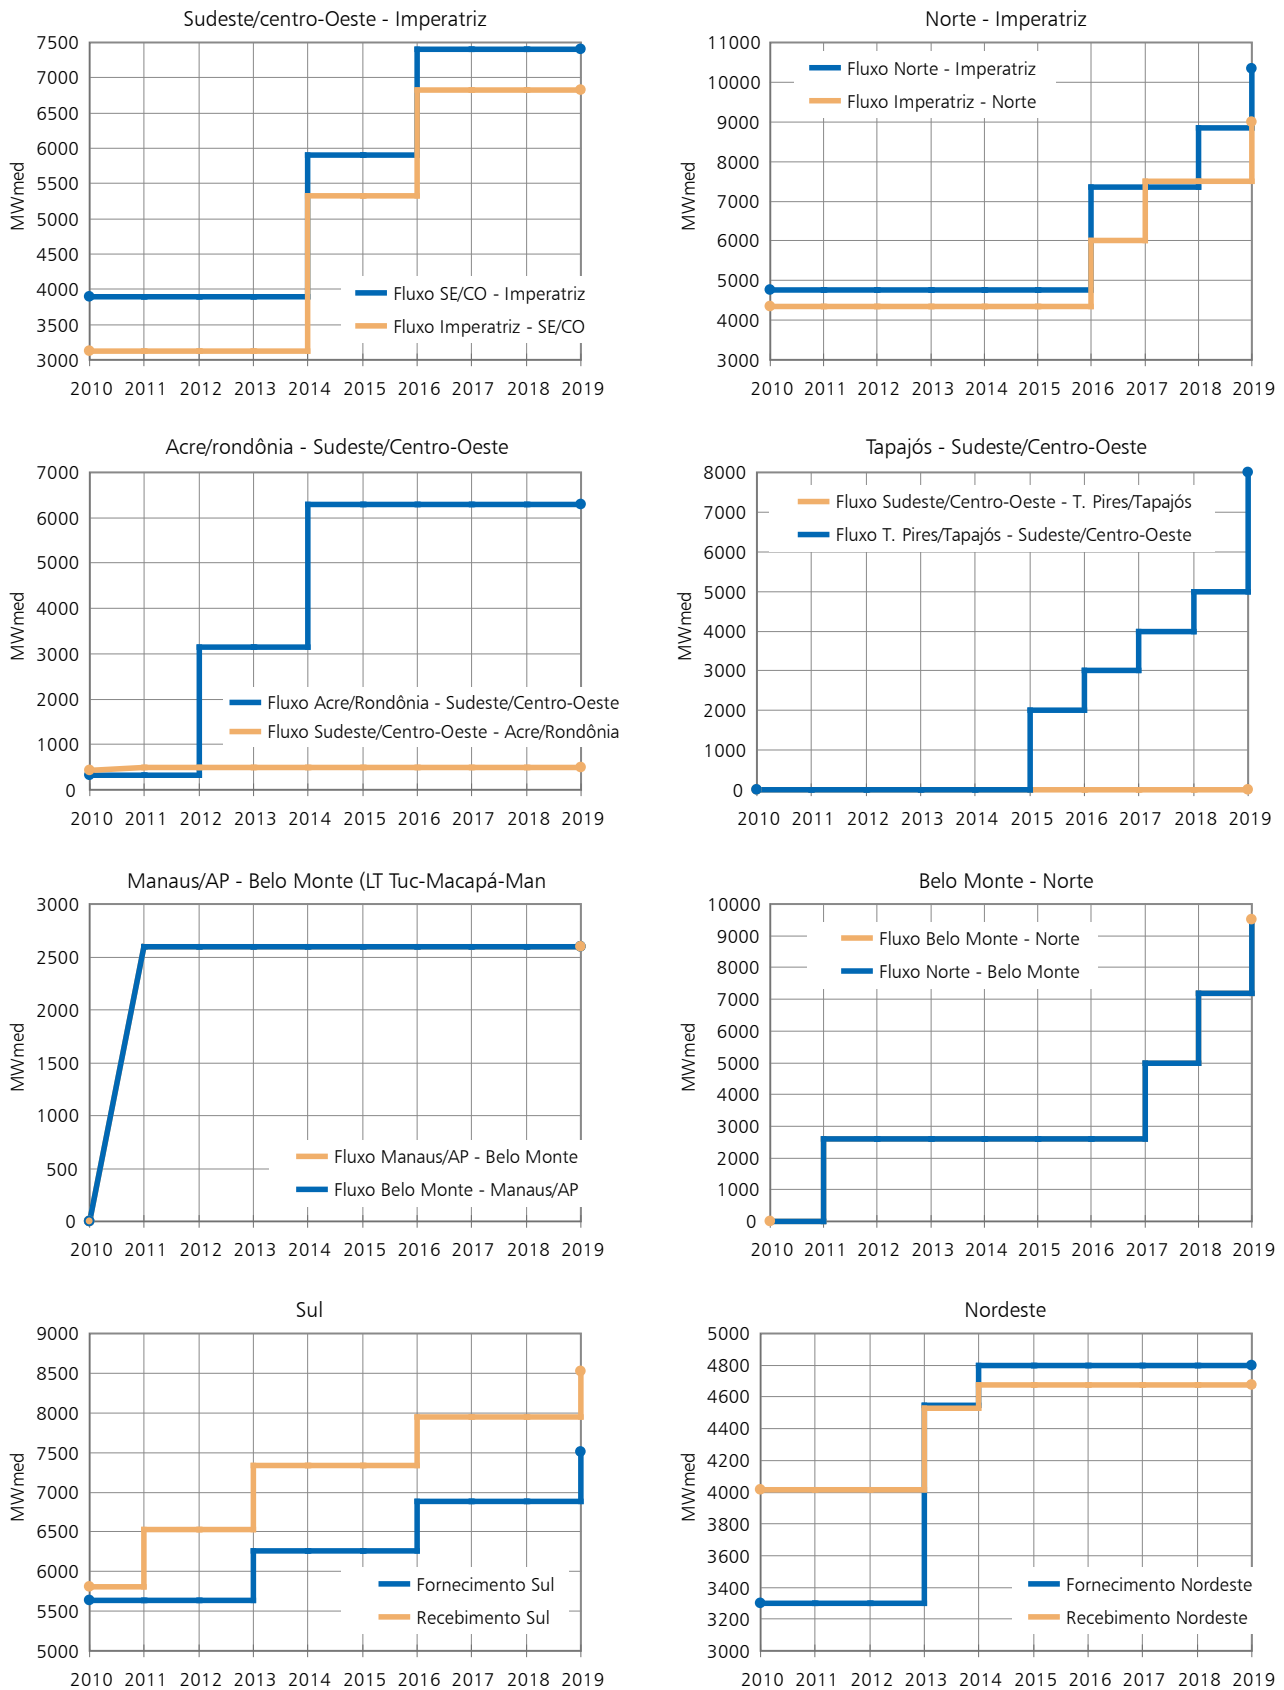 Sudeste/centro-Oeste - Imperatriz
7500
7000
6500
6000
5500
5000
4500
4000
3500
3000
MWmed
Fluxo SE/CO - Imperatriz
Fluxo Imperatriz - SE/CO
2010 2011 2012 2013 2014 2015 2016 2017 2018 2019
Norte - Imperatriz
11000
10000
9000
8000
7000
6000
5000
4000
3000
MWmed
Fluxo Norte - Imperatriz
Fluxo Imperatriz - Norte
2010 2011 2012 2013 2014 2015 2016 2017 2018 2019
Acre/rondônia - Sudeste/Centro-Oeste
7000
6000
5000
4000
3000
2000
1000
0
MWmed
Fluxo Acre/Rondônia - Sudeste/Centro-Oeste
Fluxo Sudeste/Centro-Oeste - Acre/Rondônia
2010 2011 2012 2013 2014 2015 2016 2017 2018 2019
Tapajós - Sudeste/Centro-Oeste
8000
7000
6000
5000
4000
3000
2000
1000
0
MWmed
Fluxo Sudeste/Centro-Oeste - T. Pires/Tapajós
Fluxo T. Pires/Tapajós - Sudeste/Centro-Oeste
2010 2011 2012 2013 2014 2015 2016 2017 2018 2019
Manaus/AP - Belo Monte (LT Tuc-Macapá-Man
3000
2500
2000
1500
1000
500
0
MWmed
Fluxo Manaus/AP - Belo Monte
Fluxo Belo Monte - Manaus/AP
2010 2011 2012 2013 2014 2015 2016 2017 2018 2019
Belo Monte - Norte
10000
9000
8000
7000
6000
5000
4000
3000
2000
1000
0
MWmed
Fluxo Belo Monte - Norte
Fluxo Norte - Belo Monte
2010 2011 2012 2013 2014 2015 2016 2017 2018 2019
Sul
9000
8500
8000
7500
7000
6500
6000
5500
5000
MWmed
Fornecimento Sul
Recebimento Sul
2010 2011 2012 2013 2014 2015 2016 2017 2018 2019
Nordeste
5000
4800
4600
4400
4200
4000
3800
3600
3400
3200
3000
MWmed
Fornecimento Nordeste
Recebimento Nordeste
2010 2011 2012 2013 2014 2015 2016 2017 2018 2019